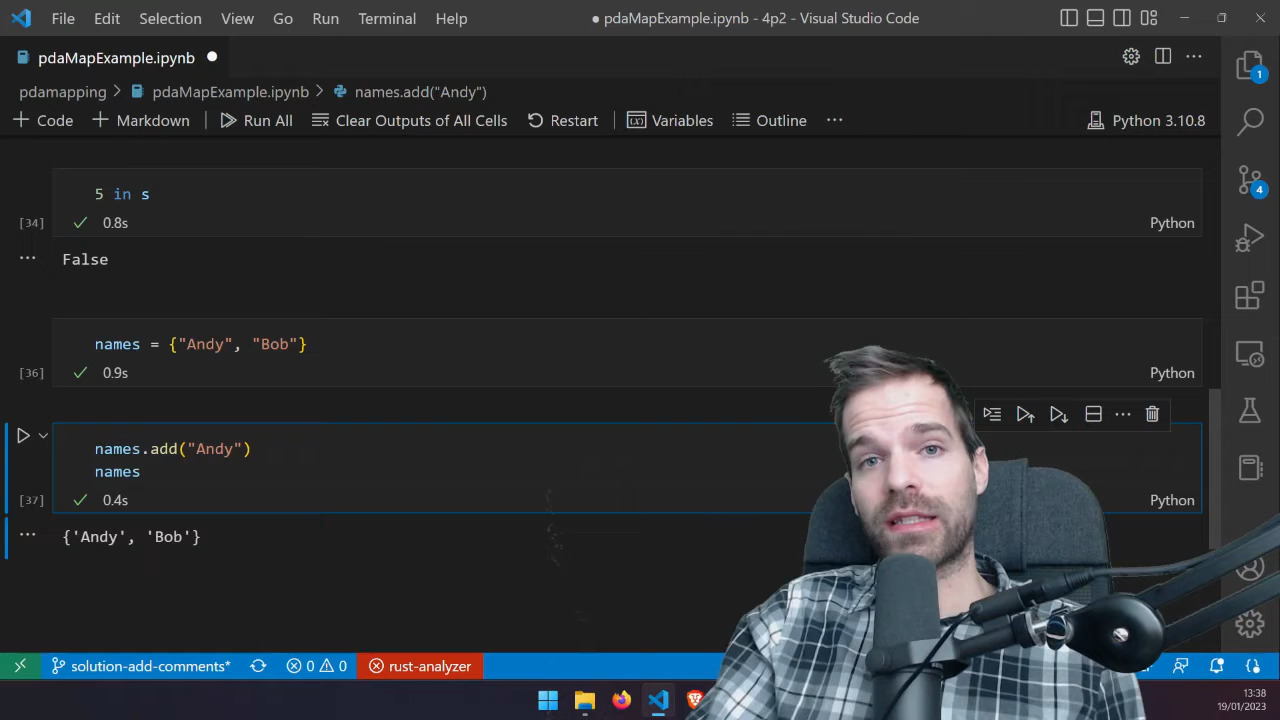 File Edit Selection View Go Run Terminal Help ● pdaMapExample.ipynb - 4p2 - Visual Studio Code
pdaMapExample.ipynb
pdamapping > pdaMapExample.ipynb > names.add("Andy")
+ Code + Markdown Run All Clear Outputs of All Cells Restart Variables Outline ... Python 3.10.8
1
5 in s
[34] 0.8s Python
4
... False
names = {"Andy", "Bob"}
[36] 0.9s Python
names.add("Andy")
names
[37] 0.4s Python
... {'Andy', 'Bob'}
solution-add-comments* 0 0 rust-analyzer
13:38
19/01/2023